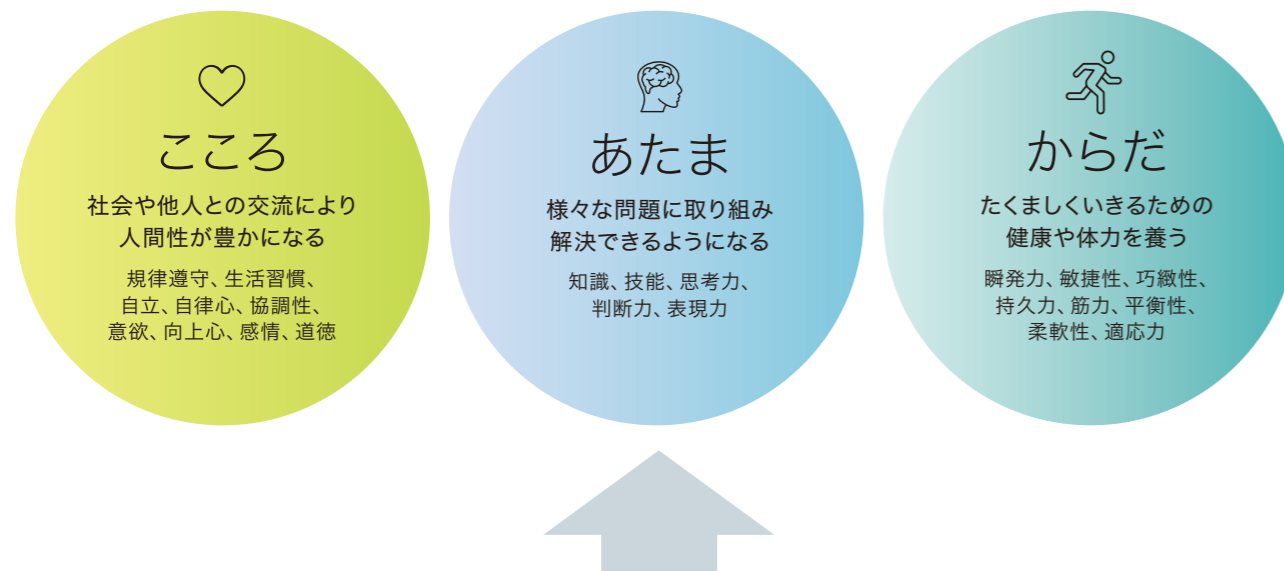 こころ
社会や他人との交流により
人間性が豊かになる
規律遵守、生活習慣、
自立、自律心、協調性、
意欲、向上心、感情、道徳
あたま
様々な問題に取り組み
解決できるようになる
知識、技能、思考力、
判断力、表現力
からだ
たくましくいきるための
健康や体力を養う
瞬発力、敏捷性、巧緻性、
持久力、筋力、平衡性、
柔軟性、適応力